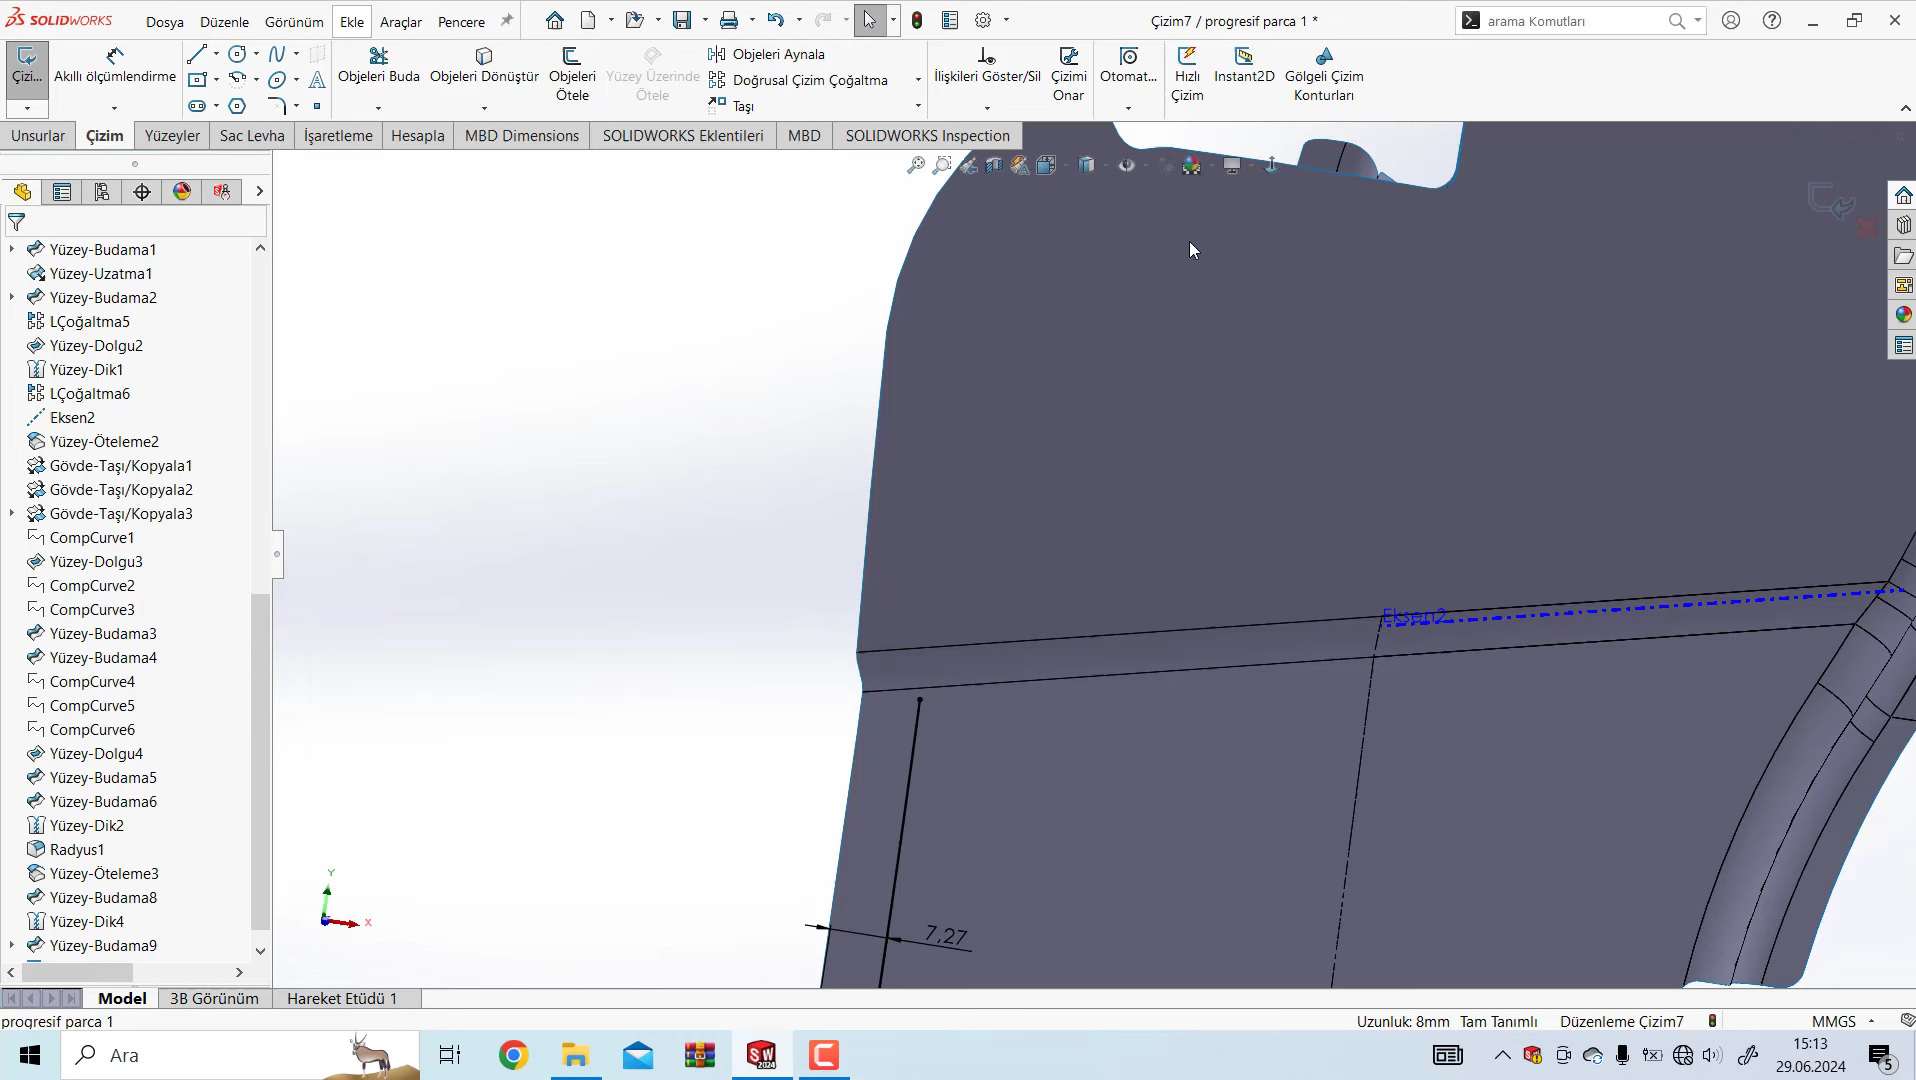 SOLIDWORKS
Dosya
Düzenle
Görünüm
Ekle
Araçlar
Pencere
Çizim7 / progresif parca 1 *
arama Komutları
Çizi...
Akıllı ölçümlendirme
Objeleri Buda
Objeleri Dönüştür
Objeleri Ötele
Yüzey Üzerinde Ötele
Objeleri Aynala
Doğrusal Çizim Çoğaltma
Taşı
İlişkileri Göster/Sil
Çizimi Onar
Otomat...
Hızlı Çizim
Instant2D
Gölgeli Çizim Konturları
Unsurlar
Çizim
Yüzeyler
Sac Levha
İşaretleme
Hesapla
MBD Dimensions
SOLIDWORKS Eklentileri
MBD
SOLIDWORKS Inspection
Yüzey-Budama1
Yüzey-Uzatma1
Yüzey-Budama2
LÇoğaltma5
Yüzey-Dolgu2
Yüzey-Dik1
LÇoğaltma6
Eksen2
Yüzey-Öteleme2
Gövde-Taşı/Kopyala1
Gövde-Taşı/Kopyala2
Gövde-Taşı/Kopyala3
CompCurve1
Yüzey-Dolgu3
CompCurve2
CompCurve3
Yüzey-Budama3
Yüzey-Budama4
CompCurve4
CompCurve5
CompCurve6
Yüzey-Dolgu4
Yüzey-Budama5
Yüzey-Budama6
Yüzey-Dik2
Radyus1
Yüzey-Öteleme3
Yüzey-Budama8
Yüzey-Dik4
Yüzey-Budama9
Eksen2
7,27
Y
X
Model
3B Görünüm
Hareket Etüdü 1
progresif parca 1
Uzunluk: 8mm
Tam Tanımlı
Düzenleme Çizim7
MMGS
Ara
SW
2024
15:13
29.06.2024
5